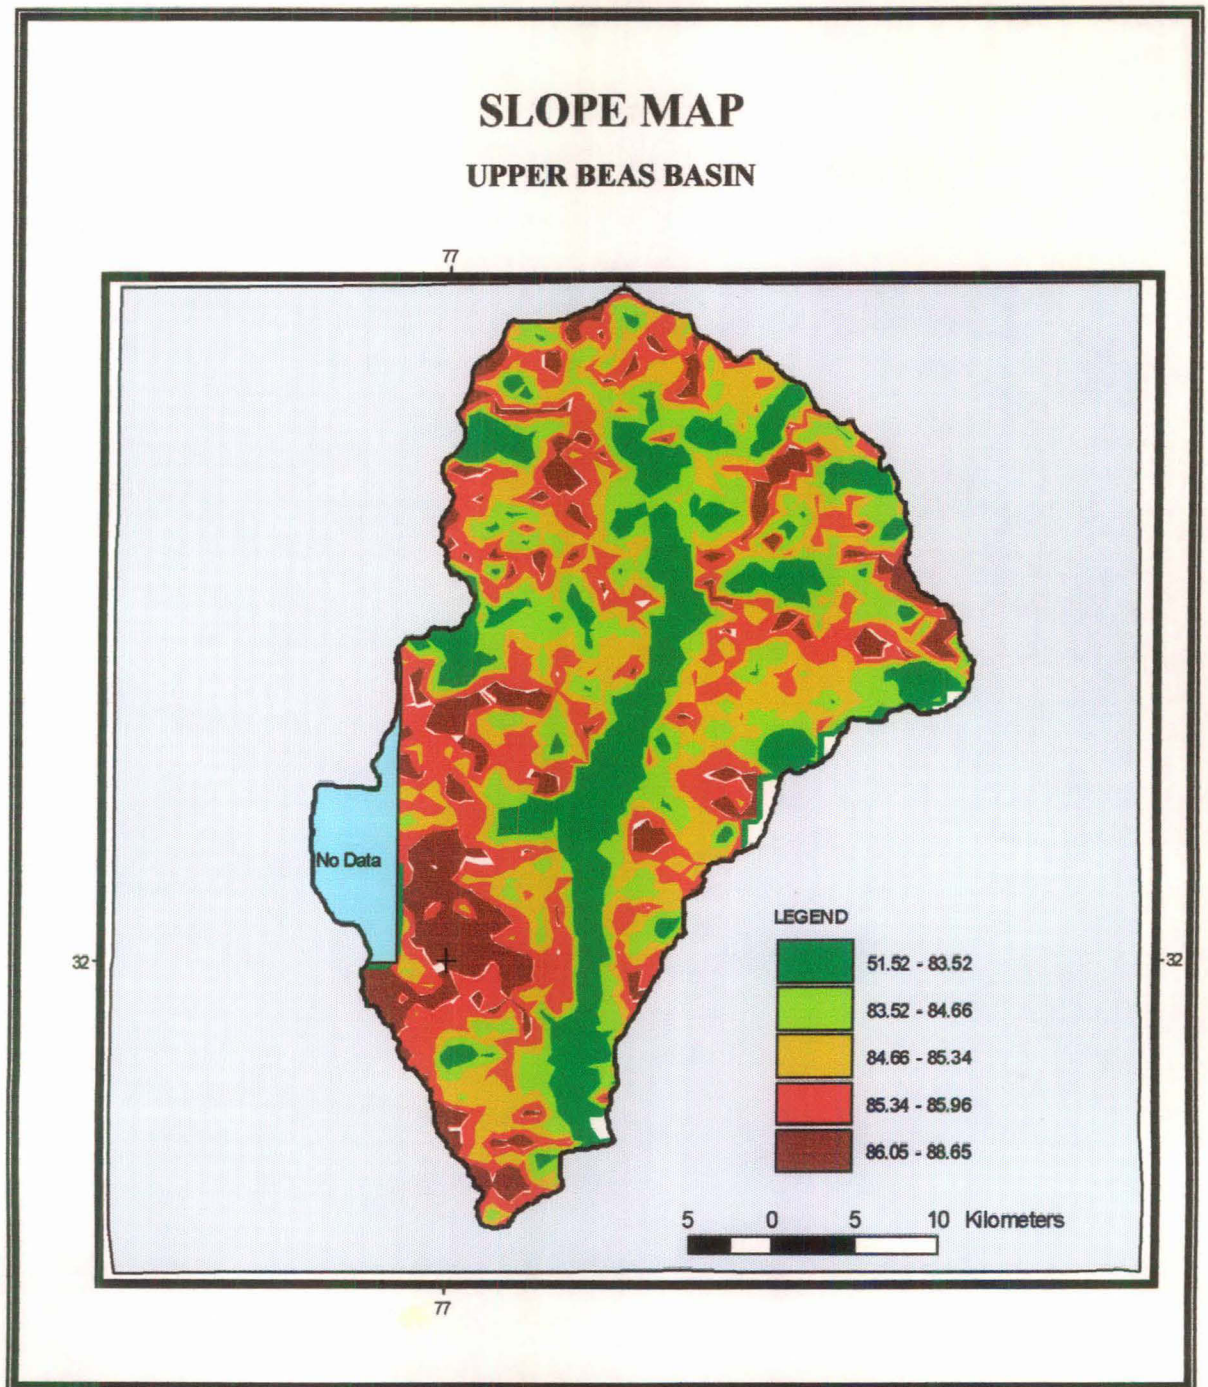 SLOPE MAP
UPPER BEAS BASIN
77
No Data
32
32
LEGEND
51.52 - 83.52
83.52 - 84.66
84.66 - 85.34
85.34 - 85.96
86.05 - 88.65
5 0 5 10 Kilometers
77